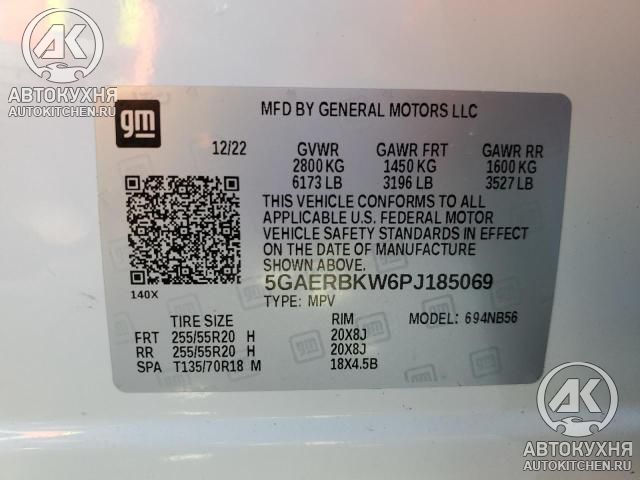 АВТОКУХНЯ
AUTOKITCHEN.RU
gm
MFD BY GENERAL MOTORS LLC
12/22 GVWR GAWR FRT GAWR RR
2800 KG 1450 KG 1600 KG
6173 LB 3196 LB 3527 LB
THIS VEHICLE CONFORMS TO ALL
APPLICABLE U.S. FEDERAL MOTOR
VEHICLE SAFETY STANDARDS IN EFFECT
ON THE DATE OF MANUFACTURE
SHOWN ABOVE.
140X
5GAERBKW6PJ185069
TYPE: MPV MODEL: 694NB56
TIRE SIZE RIM
FRT 255/55R20 H 20X8J
RR 255/55R20 H 20X8J
SPA T135/70R18 M 18X4.5B
АВТОКУХНЯ
AUTOKITCHEN.RU